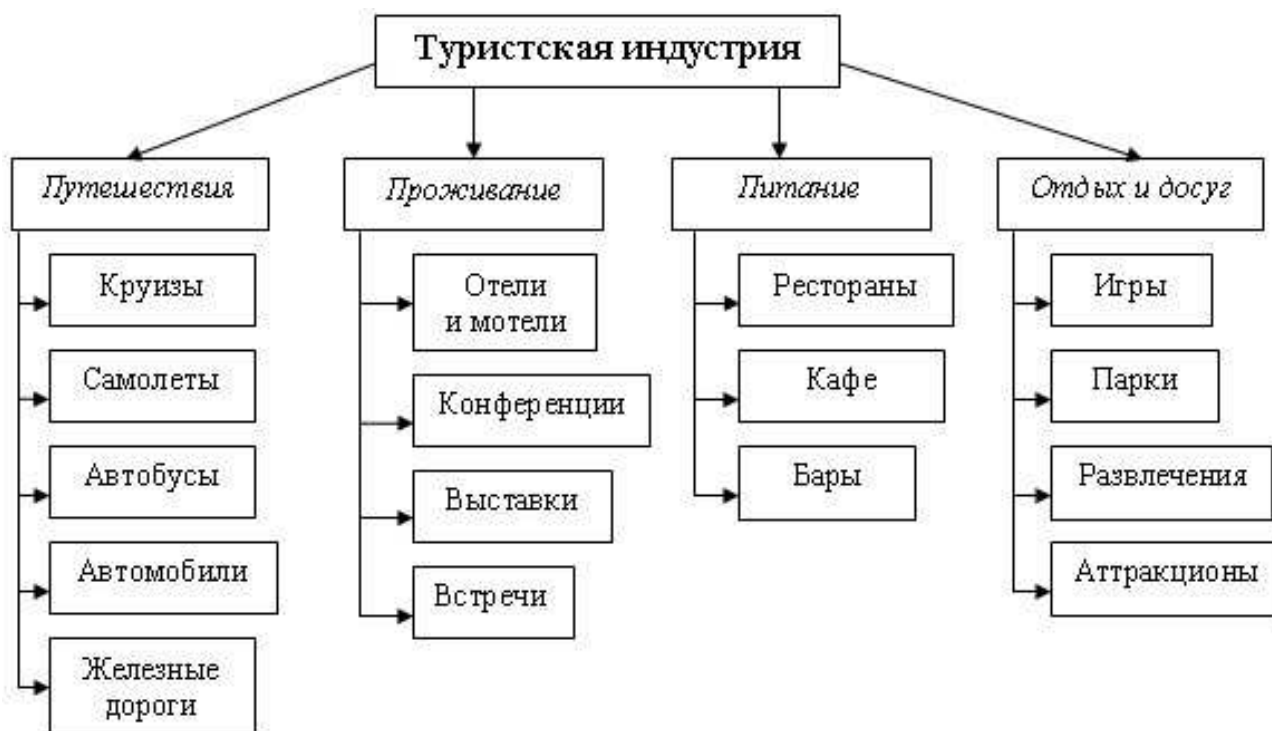 Туристская индустрия
Путешествия
Круизы
Самолеты
Автобусы
Автомобили
Железные
дороги
Проживание
Отели
и мотели
Конференции
Выставки
Встречи
Питание
Рестораны
Кафе
Бары
Отдых и досуг
Игры
Парки
Развлечения
Аттракционы